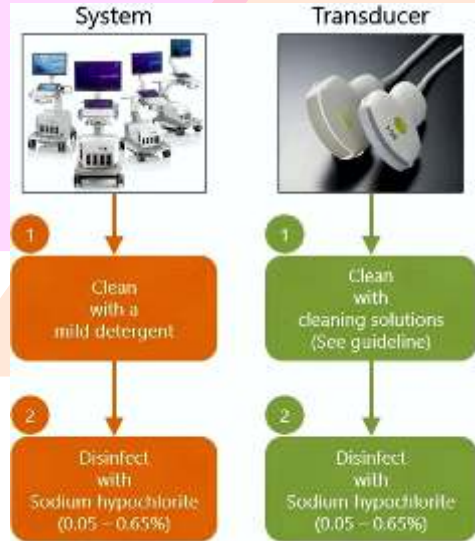 System
1
Clean
with a
mild detergent
2
Disinfect
with
Sodium hypochlorite
(0.05 – 0.65%)
Transducer
1
Clean
with
cleaning solutions
(See guideline)
2
Disinfect
with
Sodium hypochlorite
(0.05 – 0.65%)